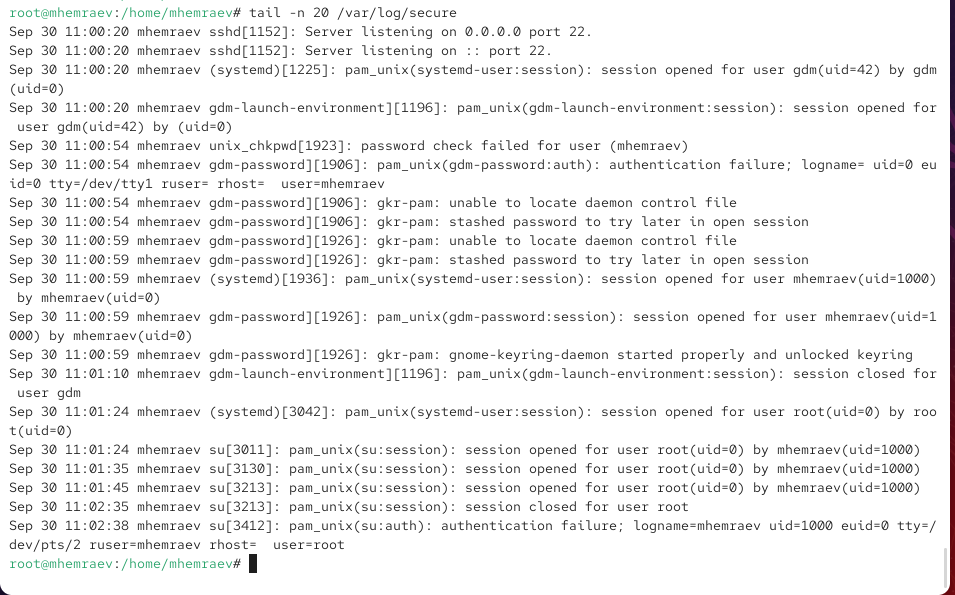 root@mhemraev:/home/mhemraev# tail -n 20 /var/log/secure
Sep 30 11:00:20 mhemraev sshd[1152]: Server listening on 0.0.0.0 port 22.
Sep 30 11:00:20 mhemraev sshd[1152]: Server listening on :: port 22.
Sep 30 11:00:20 mhemraev (systemd)[1225]: pam_unix(systemd-user:session): session opened for user gdm(uid=42) by gdm
(uid=0)
Sep 30 11:00:20 mhemraev gdm-launch-environment][1196]: pam_unix(gdm-launch-environment:session): session opened for
 user gdm(uid=42) by (uid=0)
Sep 30 11:00:54 mhemraev unix_chkpwd[1923]: password check failed for user (mhemraev)
Sep 30 11:00:54 mhemraev gdm-password][1906]: pam_unix(gdm-password:auth): authentication failure; logname= uid=0 eu
id=0 tty=/dev/tty1 ruser= rhost=  user=mhemraev
Sep 30 11:00:54 mhemraev gdm-password][1906]: gkr-pam: unable to locate daemon control file
Sep 30 11:00:54 mhemraev gdm-password][1906]: gkr-pam: stashed password to try later in open session
Sep 30 11:00:59 mhemraev gdm-password][1926]: gkr-pam: unable to locate daemon control file
Sep 30 11:00:59 mhemraev gdm-password][1926]: gkr-pam: stashed password to try later in open session
Sep 30 11:00:59 mhemraev (systemd)[1936]: pam_unix(systemd-user:session): session opened for user mhemraev(uid=1000)
 by mhemraev(uid=0)
Sep 30 11:00:59 mhemraev gdm-password][1926]: pam_unix(gdm-password:session): session opened for user mhemraev(uid=1
000) by mhemraev(uid=0)
Sep 30 11:00:59 mhemraev gdm-password][1926]: gkr-pam: gnome-keyring-daemon started properly and unlocked keyring
Sep 30 11:01:10 mhemraev gdm-launch-environment][1196]: pam_unix(gdm-launch-environment:session): session closed for
 user gdm
Sep 30 11:01:24 mhemraev (systemd)[3042]: pam_unix(systemd-user:session): session opened for user root(uid=0) by roo
t(uid=0)
Sep 30 11:01:24 mhemraev su[3011]: pam_unix(su:session): session opened for user root(uid=0) by mhemraev(uid=1000)
Sep 30 11:01:35 mhemraev su[3130]: pam_unix(su:session): session opened for user root(uid=0) by mhemraev(uid=1000)
Sep 30 11:01:45 mhemraev su[3213]: pam_unix(su:session): session opened for user root(uid=0) by mhemraev(uid=1000)
Sep 30 11:02:35 mhemraev su[3213]: pam_unix(su:session): session closed for user root
Sep 30 11:02:38 mhemraev su[3412]: pam_unix(su:auth): authentication failure; logname=mhemraev uid=1000 euid=0 tty=/
dev/pts/2 ruser=mhemraev rhost=  user=root
root@mhemraev:/home/mhemraev#